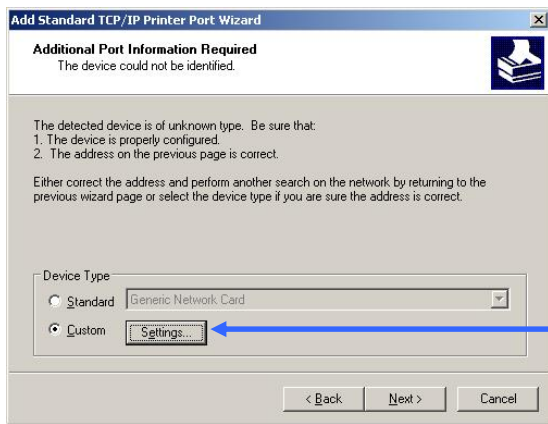 Add Standard TCP/IP Printer Port Wizard
Additional Port Information Required
The device could not be identified.
The detected device is of unknown type. Be sure that:
1. The device is properly configured.
2. The address on the previous page is correct.
Either correct the address and perform another search on the network by returning to the
previous wizard page or select the device type if you are sure the address is correct.
Device Type
Standard Generic Network Card
Custom Settings...
< Back Next > Cancel